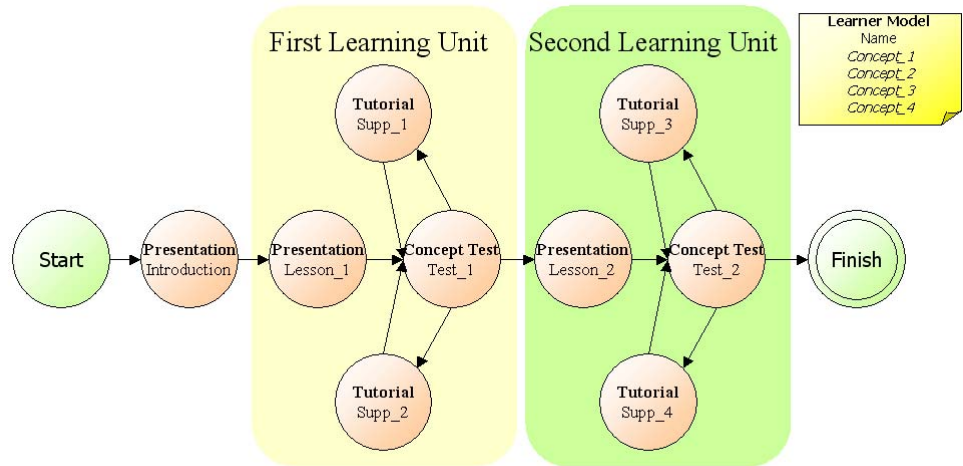 First Learning Unit
Second Learning Unit
Learner Model
Name
Concept_1
Concept_2
Concept_3
Concept_4
Tutorial
Supp_1
Tutorial
Supp_3
Start
Presentation
Introduction
Presentation
Lesson_1
Concept Test
Test_1
Presentation
Lesson_2
Concept Test
Test_2
Finish
Tutorial
Supp_2
Tutorial
Supp_4